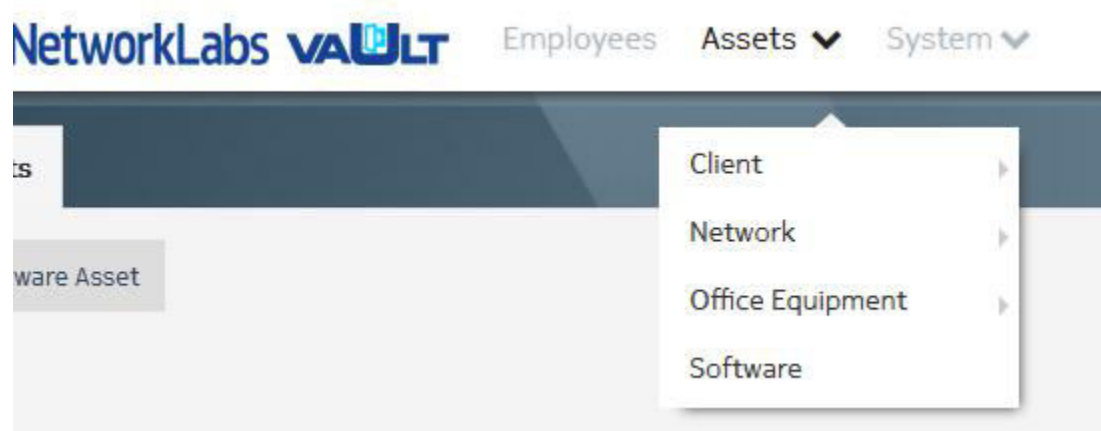 NetworkLabs VAULT Employees Assets System
ts
Client
Network
ware Asset
Office Equipment
Software